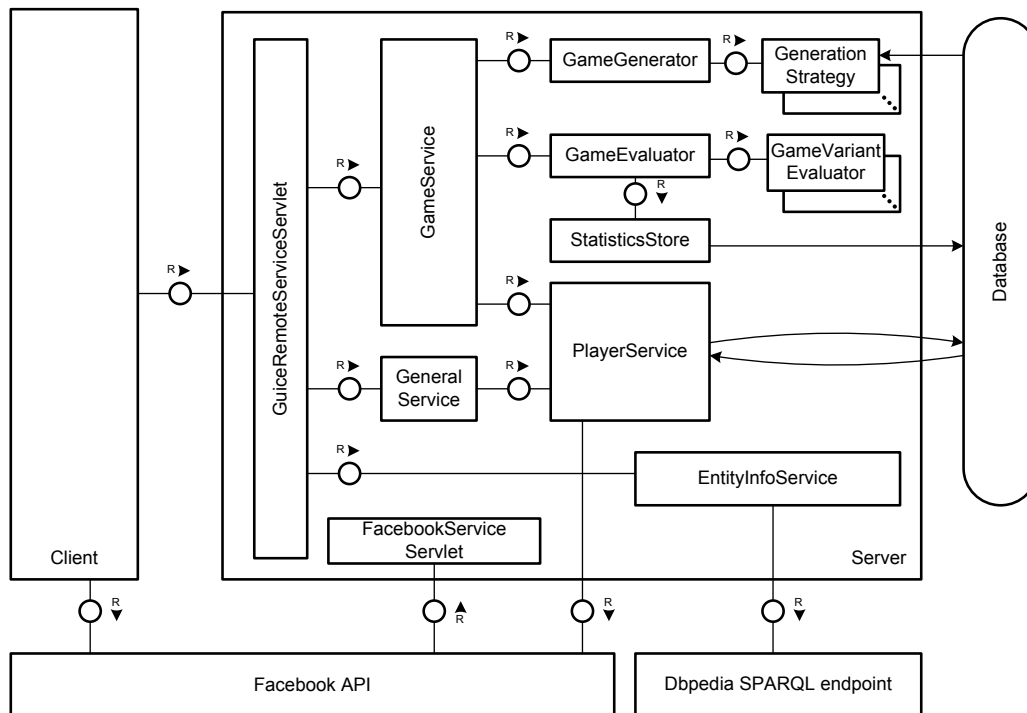 R
GameGenerator
R
Generation
Strategy
R
GameService
R
GameEvaluator
R
GameVariant
Evaluator
R
StatisticsStore
R
GuiceRemoteServiceServlet
R
PlayerService
Database
R
General
Service
R
R
EntityInfoService
FacebookService
Servlet
Client
Server
R
R
R
R
Facebook API
Dbpedia SPARQL endpoint